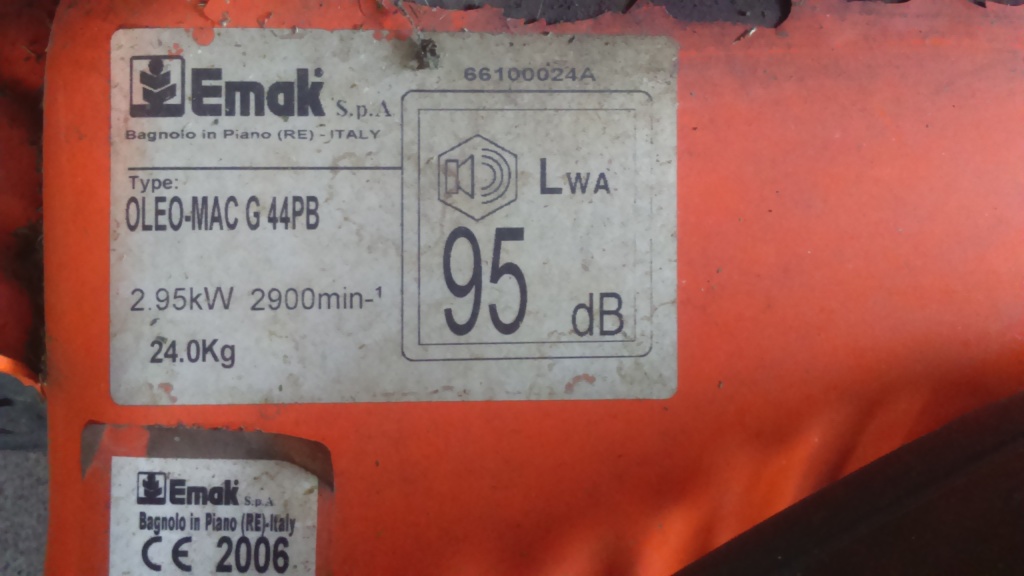 Emak S.p.A
66100024A
Bagnolo in Piano (RE) - ITALY
Type:
OLEO-MAC G 44PB
2.95kW 2900min-¹
24.0Kg
LWA
95 dB
Emak S.p.A
Bagnolo in Piano (RE)-Italy
CE 2006